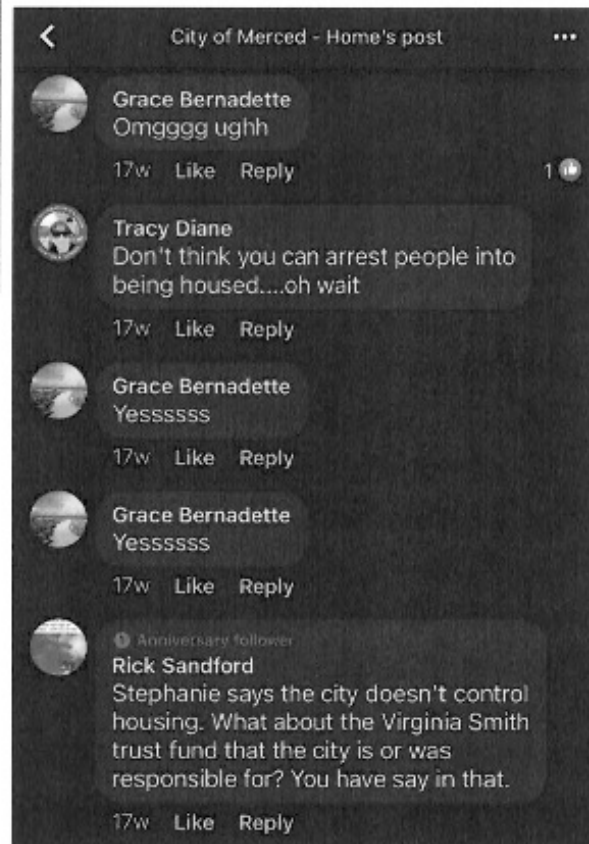 City of Merced - Home's post
Grace Bernadette
Omgggg ughh
17w Like Reply
1
Tracy Diane
Don't think you can arrest people into
being housed....oh wait
17w Like Reply
Grace Bernadette
Yessssss
17w Like Reply
Grace Bernadette
Yessssss
17w Like Reply
Anniversary follower
Rick Sandford
Stephanie says the city doesn't control
housing. What about the Virginia Smith
trust fund that the city is or was
responsible for? You have say in that.
17w Like Reply